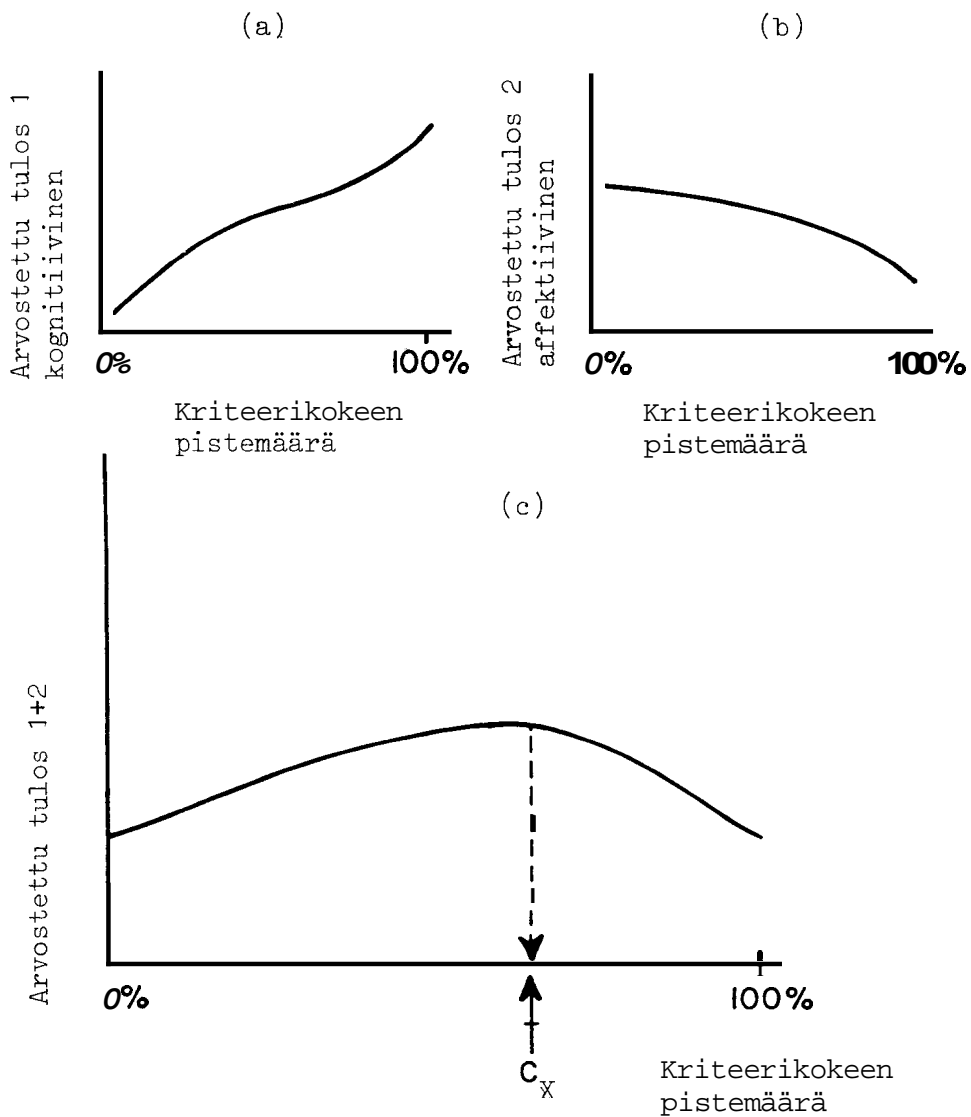 (a)
Arvostettu tulos 1
kognitiivinen
0%
100%
Kriteerikokeen
pistemäärä
(b)
Arvostettu tulos 2
affektiivinen
0%
100%
Kriteerikokeen
pistemäärä
(c)
Arvostettu tulos 1+2
0%
100%
C_X
Kriteerikokeen
pistemäärä